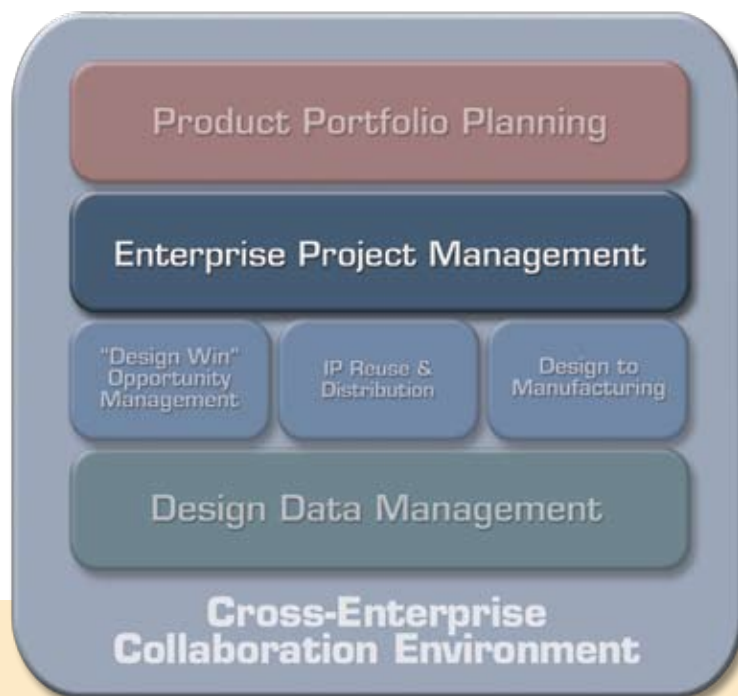 Product Portfolio Planning
Enterprise Project Management
"Design Win"
Opportunity
Management
IP Reuse &
Distribution
Design to
Manufacturing
Design Data Management
Cross-Enterprise
Collaboration Environment